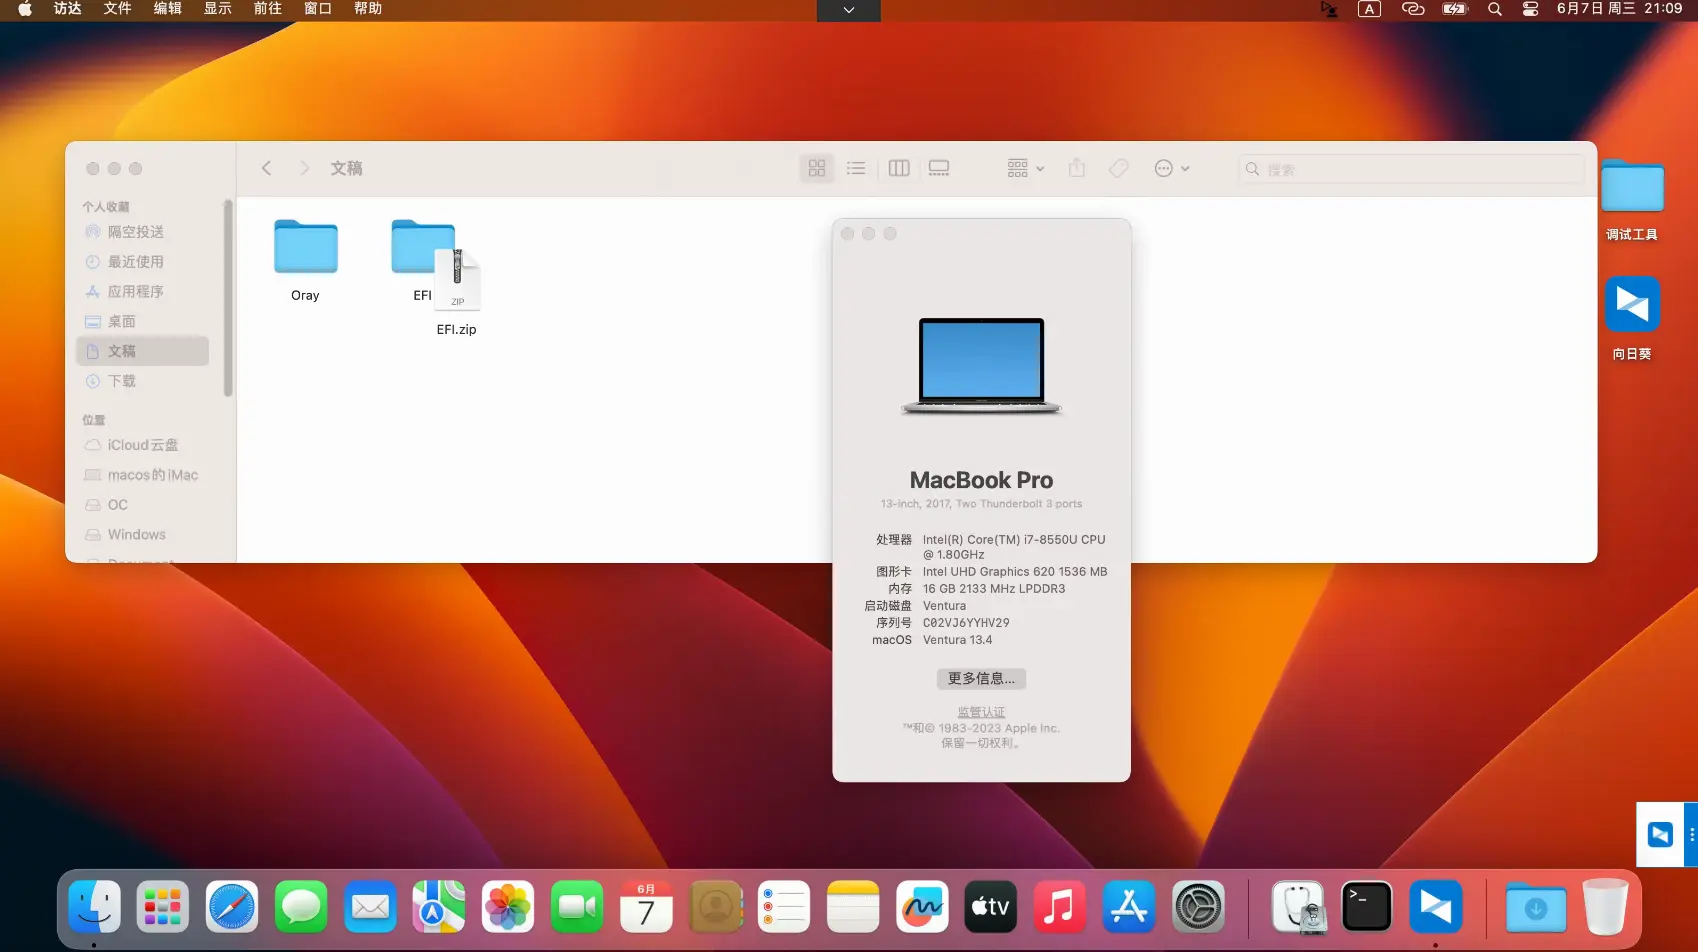 访达 文件 编辑 显示 前往 窗口 帮助
A 6月7日 周三 21:09
文稿
搜索
个人收藏
隔空投送
最近使用
应用程序
桌面
文稿
下载
位置
iCloud云盘
macos的iMac
OC
Windows
Oray
EFI
ZIP
EFI.zip
调试工具
向日葵
MacBook Pro
13-inch, 2017, Two Thunderbolt 3 ports
处理器 Intel(R) Core(TM) i7-8550U CPU
@ 1.80GHz
图形卡 Intel UHD Graphics 620 1536 MB
内存 16 GB 2133 MHz LPDDR3
启动磁盘 Ventura
序列号 C02VJ6YYHV29
macOS Ventura 13.4
更多信息...
监管认证
™和© 1983-2023 Apple Inc.
保留一切权利。
6月
7
tv